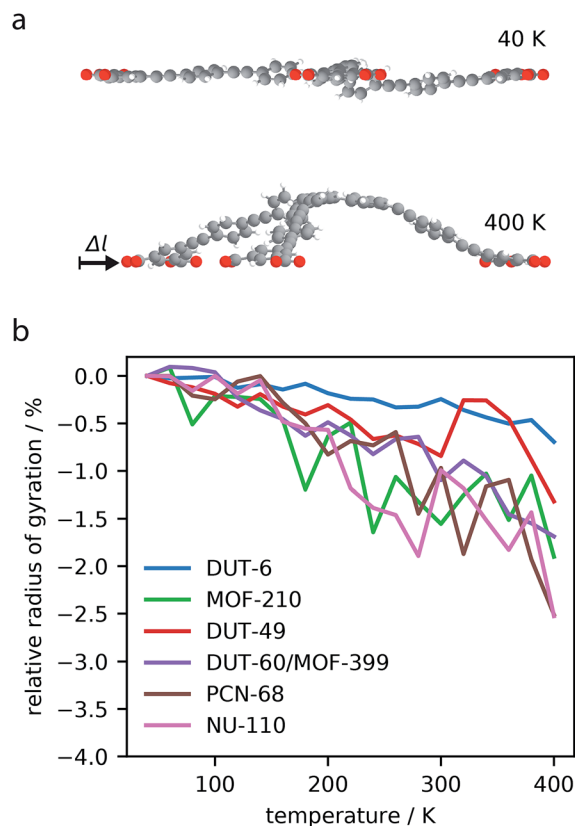 a
40 K
400 K
Δl
b
relative radius of gyration / %
0.0
−0.5
−1.0
−1.5
−2.0
−2.5
−3.0
−3.5
−4.0
DUT-6
MOF-210
DUT-49
DUT-60/MOF-399
PCN-68
NU-110
100
200
300
400
temperature / K